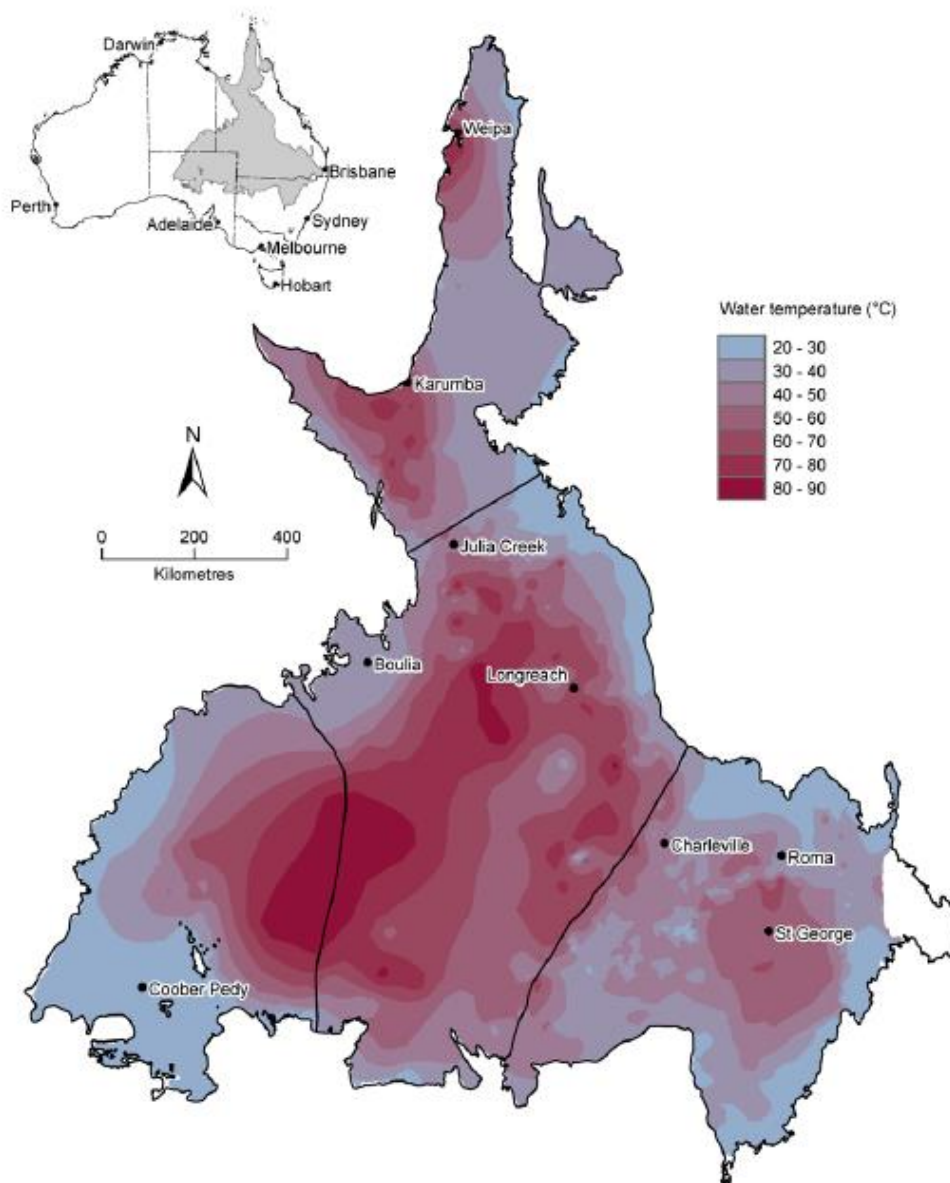 Darwin
Brisbane
Perth
Adelaide
Sydney
Melbourne
Hobart
Weipa
Water temperature (°C)
20 - 30
30 - 40
40 - 50
50 - 60
60 - 70
70 - 80
80 - 90
Karumba
N
0 200 400
Kilometres
Julia Creek
Boulia
Longreach
Charleville
Roma
St George
Coober Pedy